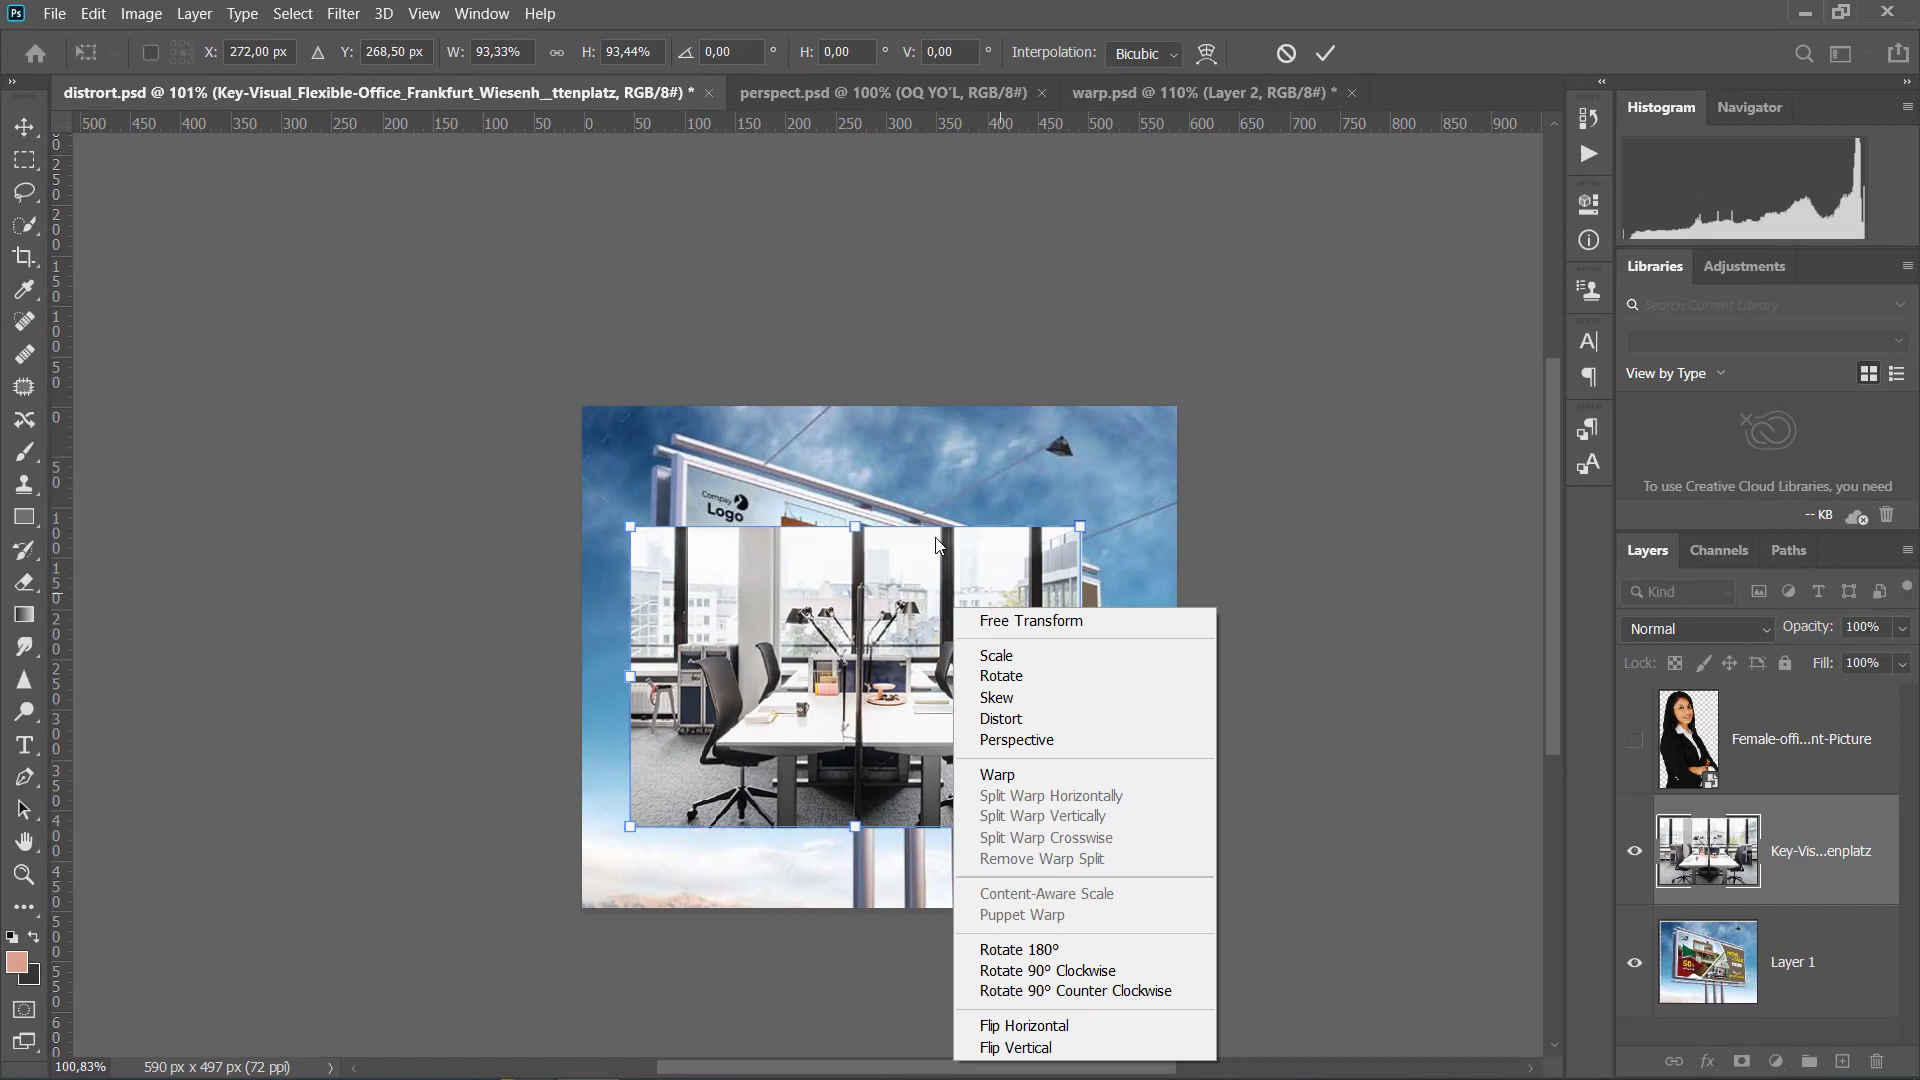 Ps File Edit Image Layer Type Select Filter 3D View Window Help
X: 272,00 px Y: 268,50 px W: 93,33% H: 93,44% 0,00 ° H: 0,00 ° V: 0,00 ° Interpolation: Bicubic
distrort.psd @ 101% (Key-Visual_Flexible-Office_Frankfurt_Wiesenh__ttenplatz, RGB/8#) * perspect.psd @ 100% (OQ YO'L, RGB/8#) warp.psd @ 110% (Layer 2, RGB/8#) *
500 450 400 350 300 250 200 150 100 50 0 50 100 150 200 250 300 350 400 450 500 550 600 650 700 750 800 850 900
Histogram Navigator
Libraries Adjustments
Search Current Library
View by Type
To use Creative Cloud Libraries, you need
-- KB
Company
Logo
Free Transform
Scale
Rotate
Skew
Distort
Perspective
Warp
Split Warp Horizontally
Split Warp Vertically
Split Warp Crosswise
Remove Warp Split
Content-Aware Scale
Puppet Warp
Rotate 180°
Rotate 90° Clockwise
Rotate 90° Counter Clockwise
Flip Horizontal
Flip Vertical
Layers Channels Paths
Kind
Normal Opacity: 100%
Lock: Fill: 100%
Female-offi...nt-Picture
Key-Vis...enplatz
Layer 1
100,83% 590 px x 497 px (72 ppi)